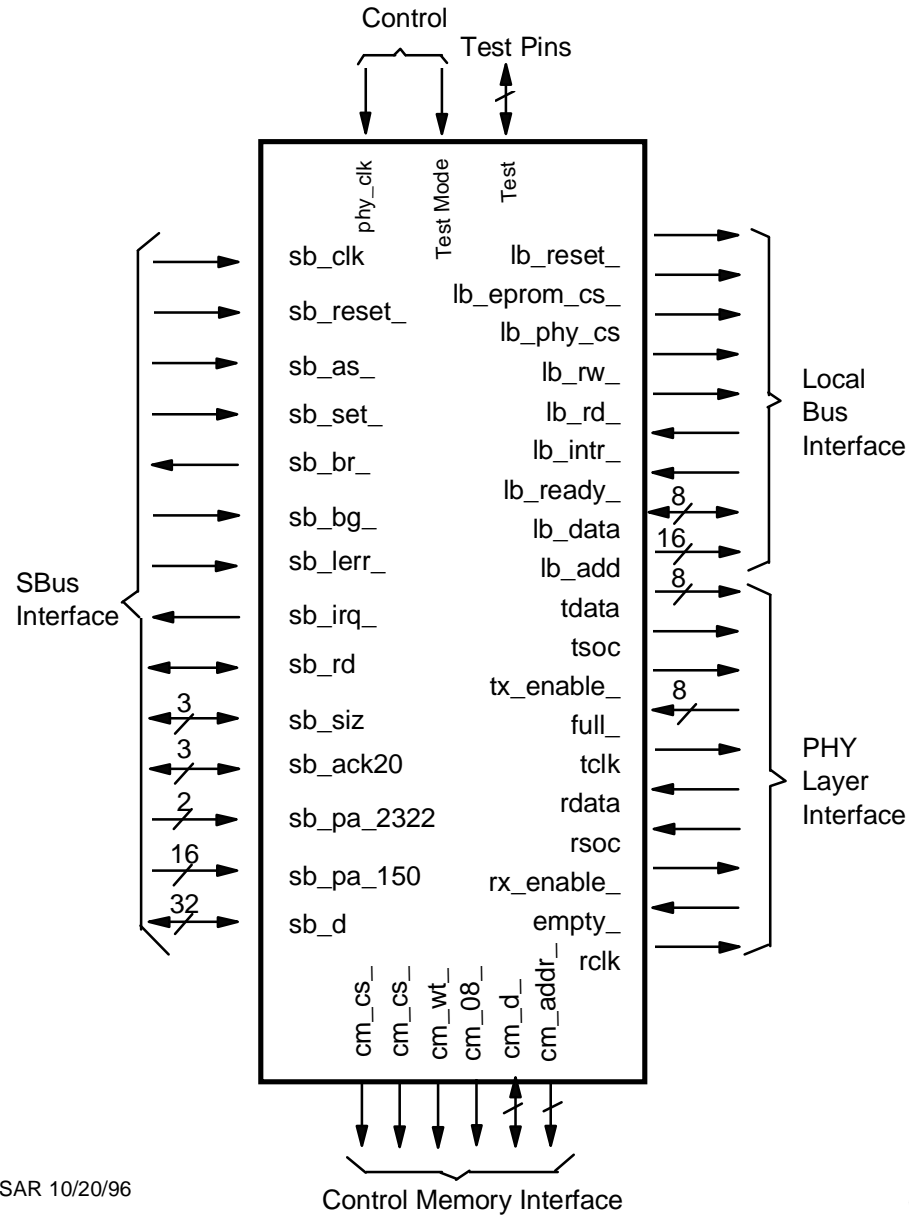 Control
Test Pins
phy_clk
Test Mode
Test
SBus
Interface
sb_clk
sb_reset_
sb_as_
sb_set_
sb_br_
sb_bg_
sb_lerr_
sb_irq_
sb_rd
3
sb_siz
3
sb_ack20
2
sb_pa_2322
16
sb_pa_150
32
sb_d
lb_reset_
lb_eprom_cs_
lb_phy_cs
lb_rw_
lb_rd_
lb_intr_
lb_ready_
8
lb_data
16
lb_add
8
tdata
tsoc
tx_enable_
8
full_
tclk
rdata
rsoc
rx_enable_
empty_
rclk
Local
Bus
Interface
PHY
Layer
Interface
cm_cs_
cm_cs_
cm_wt_
cm_08_
cm_d_
cm_addr_
Control Memory Interface
SAR 10/20/96